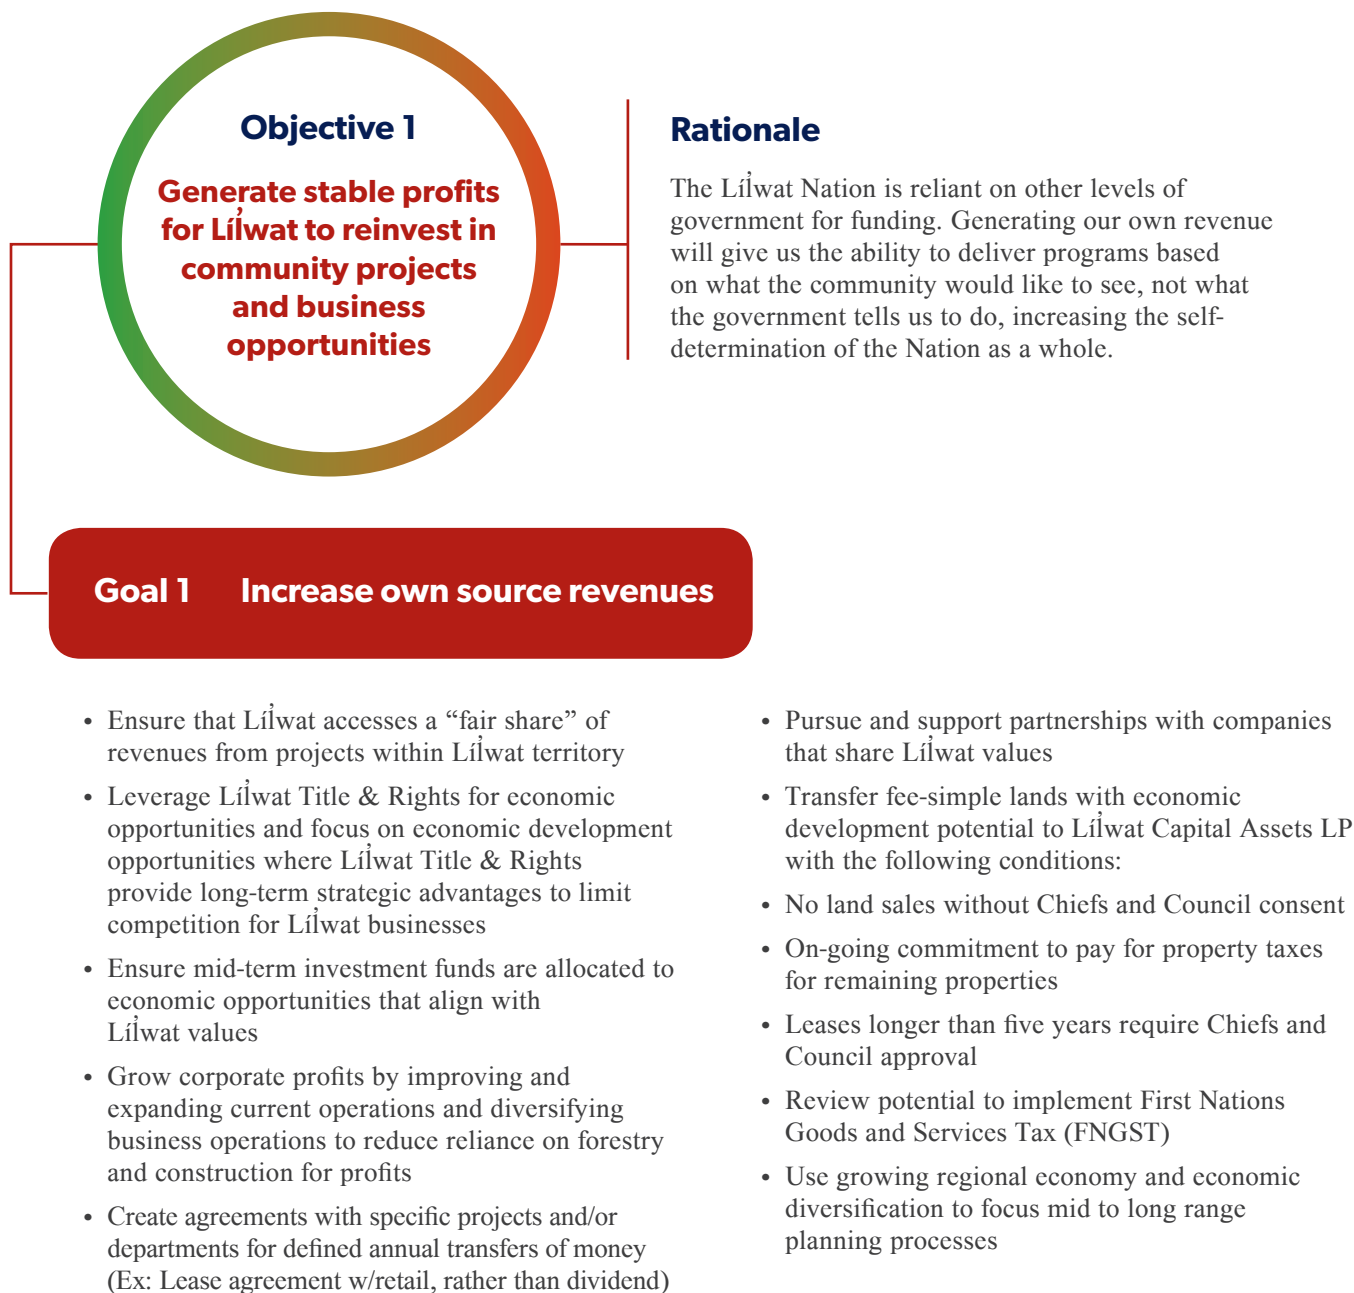 Objective 1
Generate stable profits
for Lil̓wat to reinvest in
community projects
and business
opportunities
Rationale
The Líl̓wat Nation is reliant on other levels of
government for funding. Generating our own revenue
will give us the ability to deliver programs based
on what the community would like to see, not what
the government tells us to do, increasing the self-
determination of the Nation as a whole.
Goal 1 Increase own source revenues
• Ensure that Líl̓wat accesses a “fair share” of
revenues from projects within Líl̓wat territory
• Leverage Líl̓wat Title & Rights for economic
opportunities and focus on economic development
opportunities where Líl̓wat Title & Rights
provide long-term strategic advantages to limit
competition for Líl̓wat businesses
• Ensure mid-term investment funds are allocated to
economic opportunities that align with
Líl̓wat values
• Grow corporate profits by improving and
expanding current operations and diversifying
business operations to reduce reliance on forestry
and construction for profits
• Create agreements with specific projects and/or
departments for defined annual transfers of money
(Ex: Lease agreement w/retail, rather than dividend)
• Pursue and support partnerships with companies
that share Líl̓wat values
• Transfer fee-simple lands with economic
development potential to Líl̓wat Capital Assets LP
with the following conditions:
• No land sales without Chiefs and Council consent
• On-going commitment to pay for property taxes
for remaining properties
• Leases longer than five years require Chiefs and
Council approval
• Review potential to implement First Nations
Goods and Services Tax (FNGST)
• Use growing regional economy and economic
diversification to focus mid to long range
planning processes